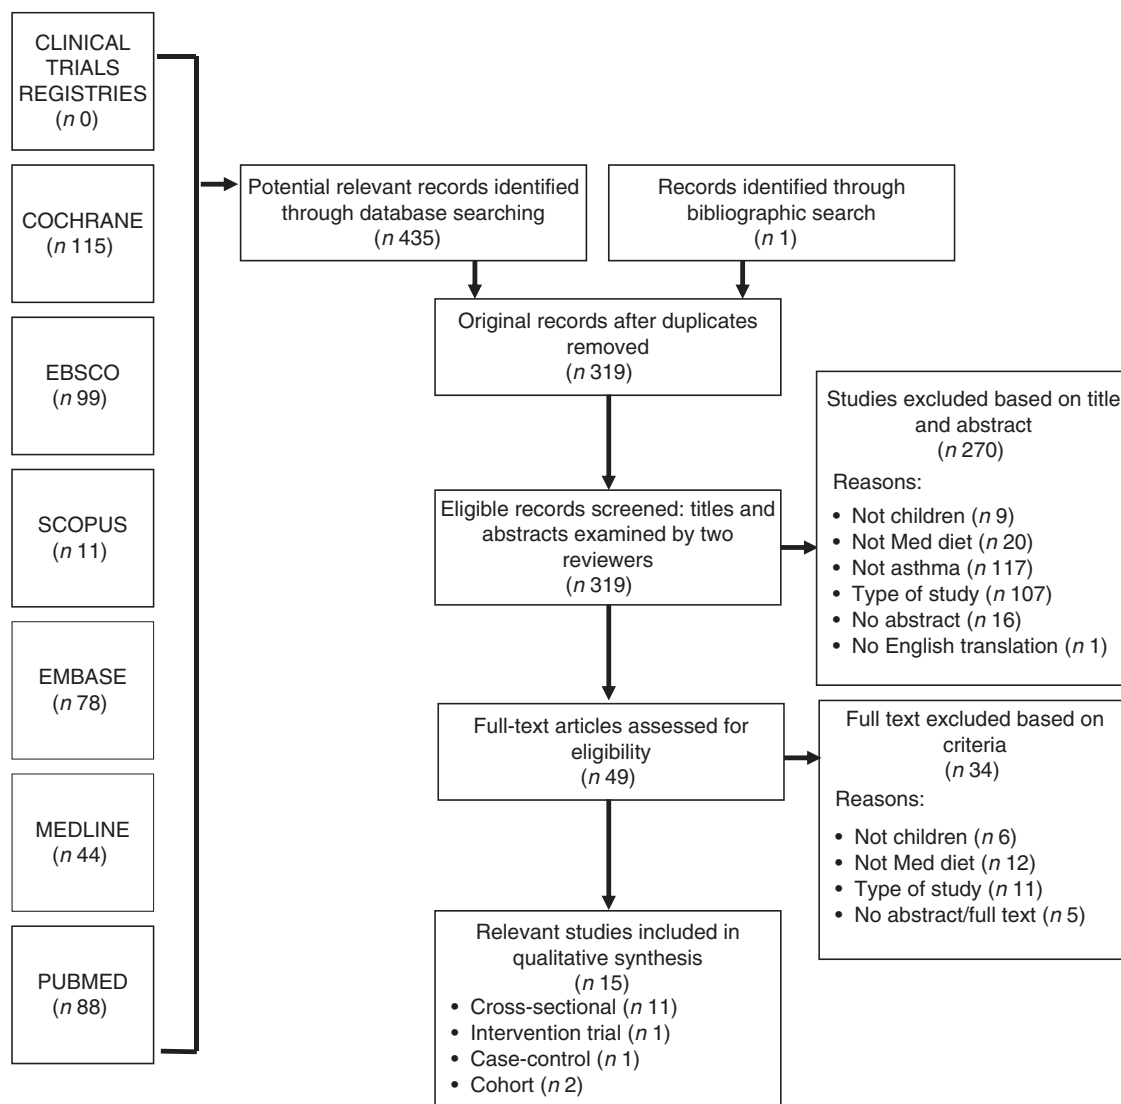 CLINICAL
TRIALS
REGISTRIES
(n 0)
COCHRANE
(n 115)
EBSCO
(n 99)
SCOPUS
(n 11)
EMBASE
(n 78)
MEDLINE
(n 44)
PUBMED
(n 88)
Potential relevant records identified
through database searching
(n 435)
Records identified through
bibliographic search
(n 1)
Original records after duplicates
removed
(n 319)
Eligible records screened: titles and
abstracts examined by two
reviewers
(n 319)
Studies excluded based on title
and abstract
(n 270)
Reasons:
• Not children (n 9)
• Not Med diet (n 20)
• Not asthma (n 117)
• Type of study (n 107)
• No abstract (n 16)
• No English translation (n 1)
Full-text articles assessed for
eligibility
(n 49)
Full text excluded based on
criteria
(n 34)
Reasons:
• Not children (n 6)
• Not Med diet (n 12)
• Type of study (n 11)
• No abstract/full text (n 5)
Relevant studies included in
qualitative synthesis
(n 15)
• Cross-sectional (n 11)
• Intervention trial (n 1)
• Case-control (n 1)
• Cohort (n 2)